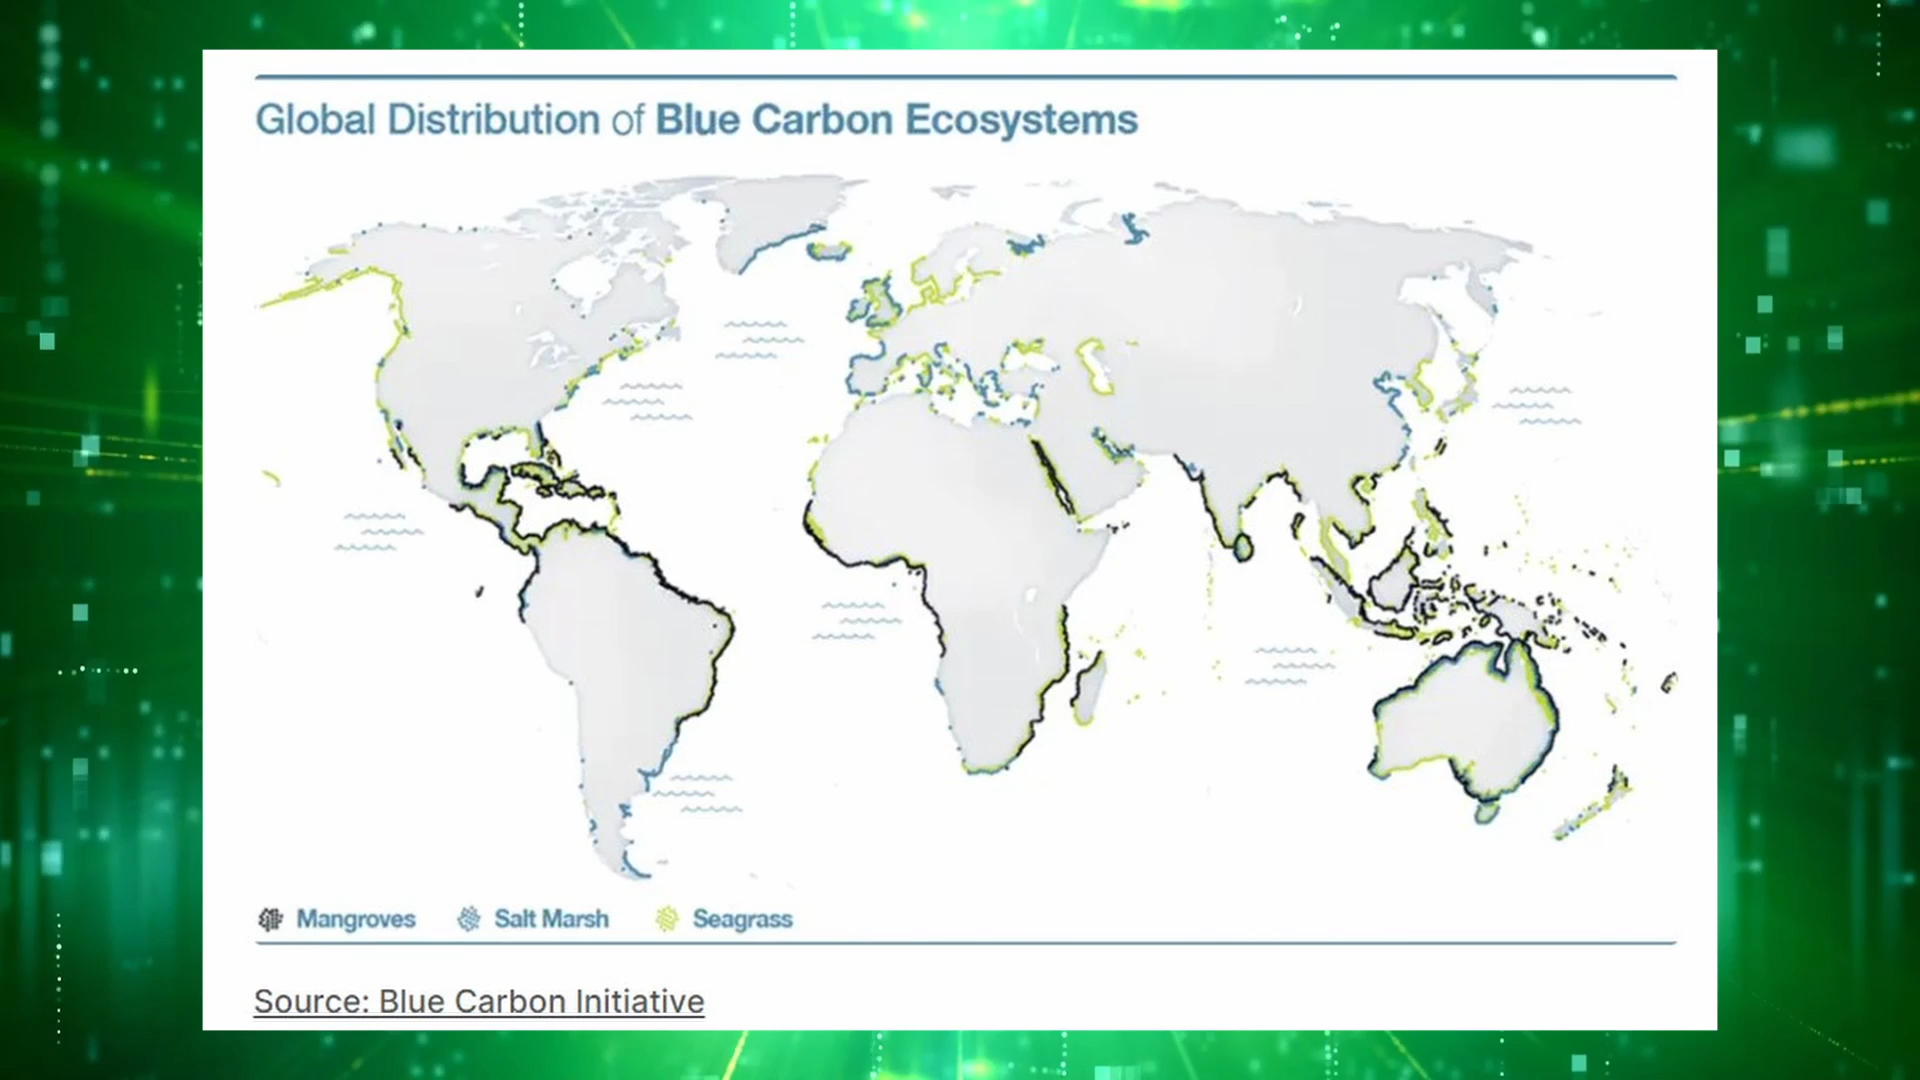 Global Distribution of Blue Carbon Ecosystems
Mangroves Salt Marsh Seagrass
Source: Blue Carbon Initiative